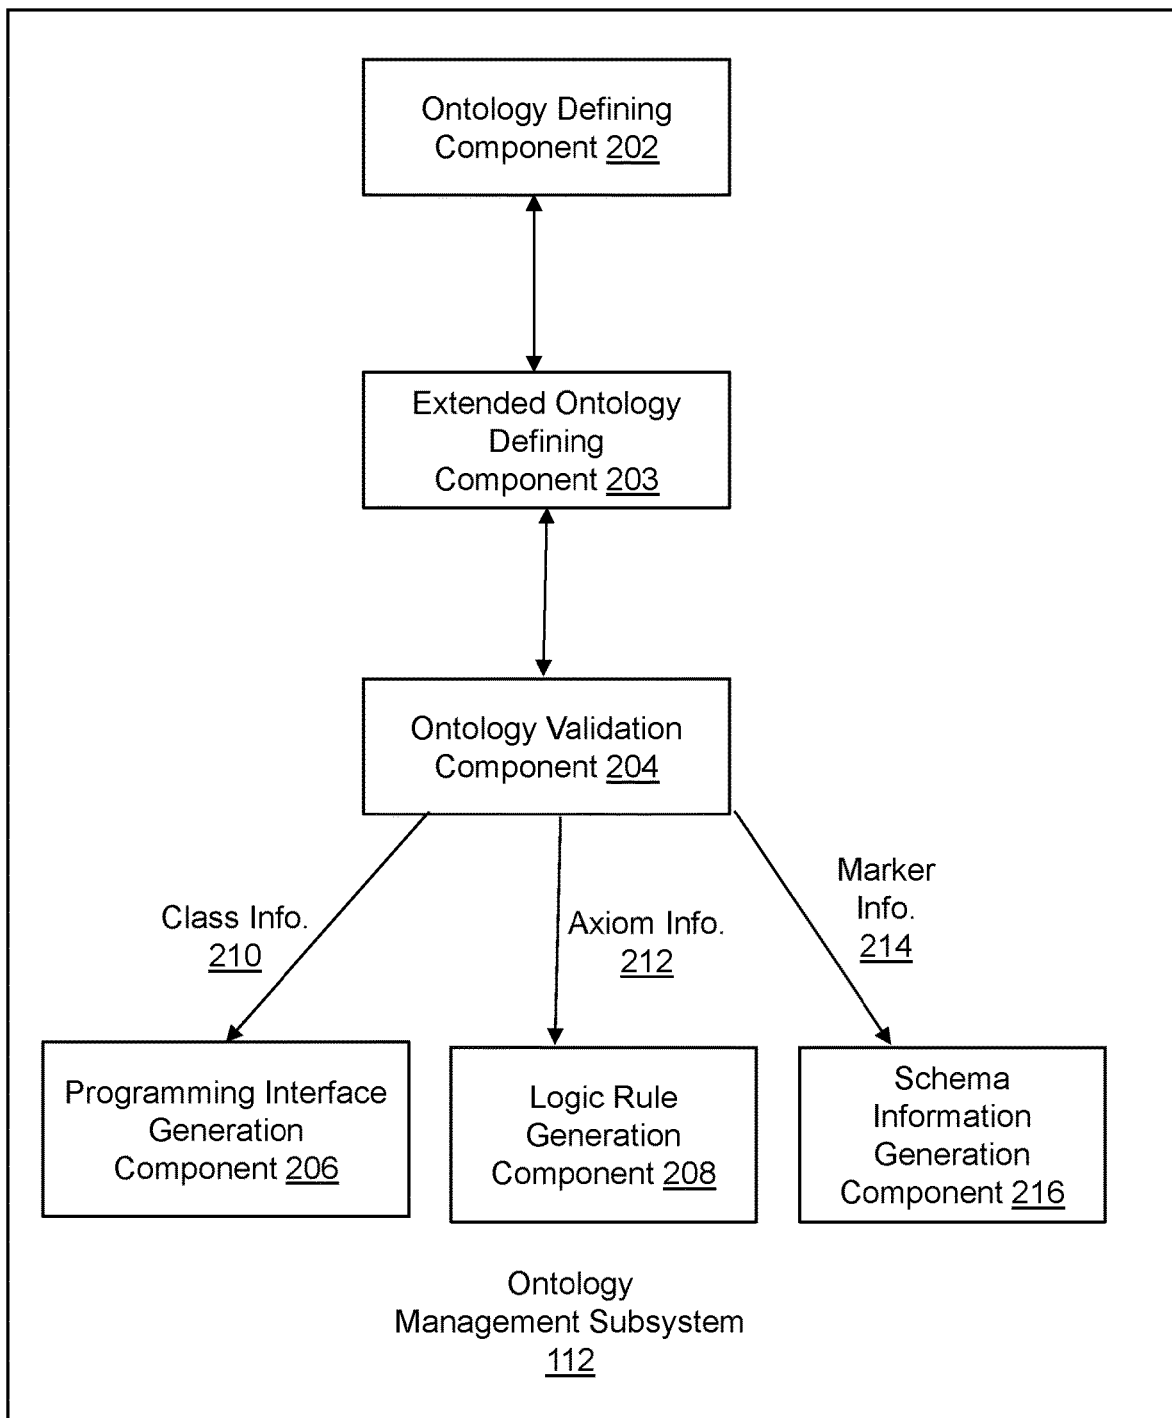 Ontology Defining
Component 202
Extended Ontology
Defining
Component 203
Ontology Validation
Component 204
Class Info.
210
Axiom Info.
212
Marker
Info.
214
Programming Interface
Generation
Component 206
Logic Rule
Generation
Component 208
Schema
Information
Generation
Component 216
Ontology
Management Subsystem
112